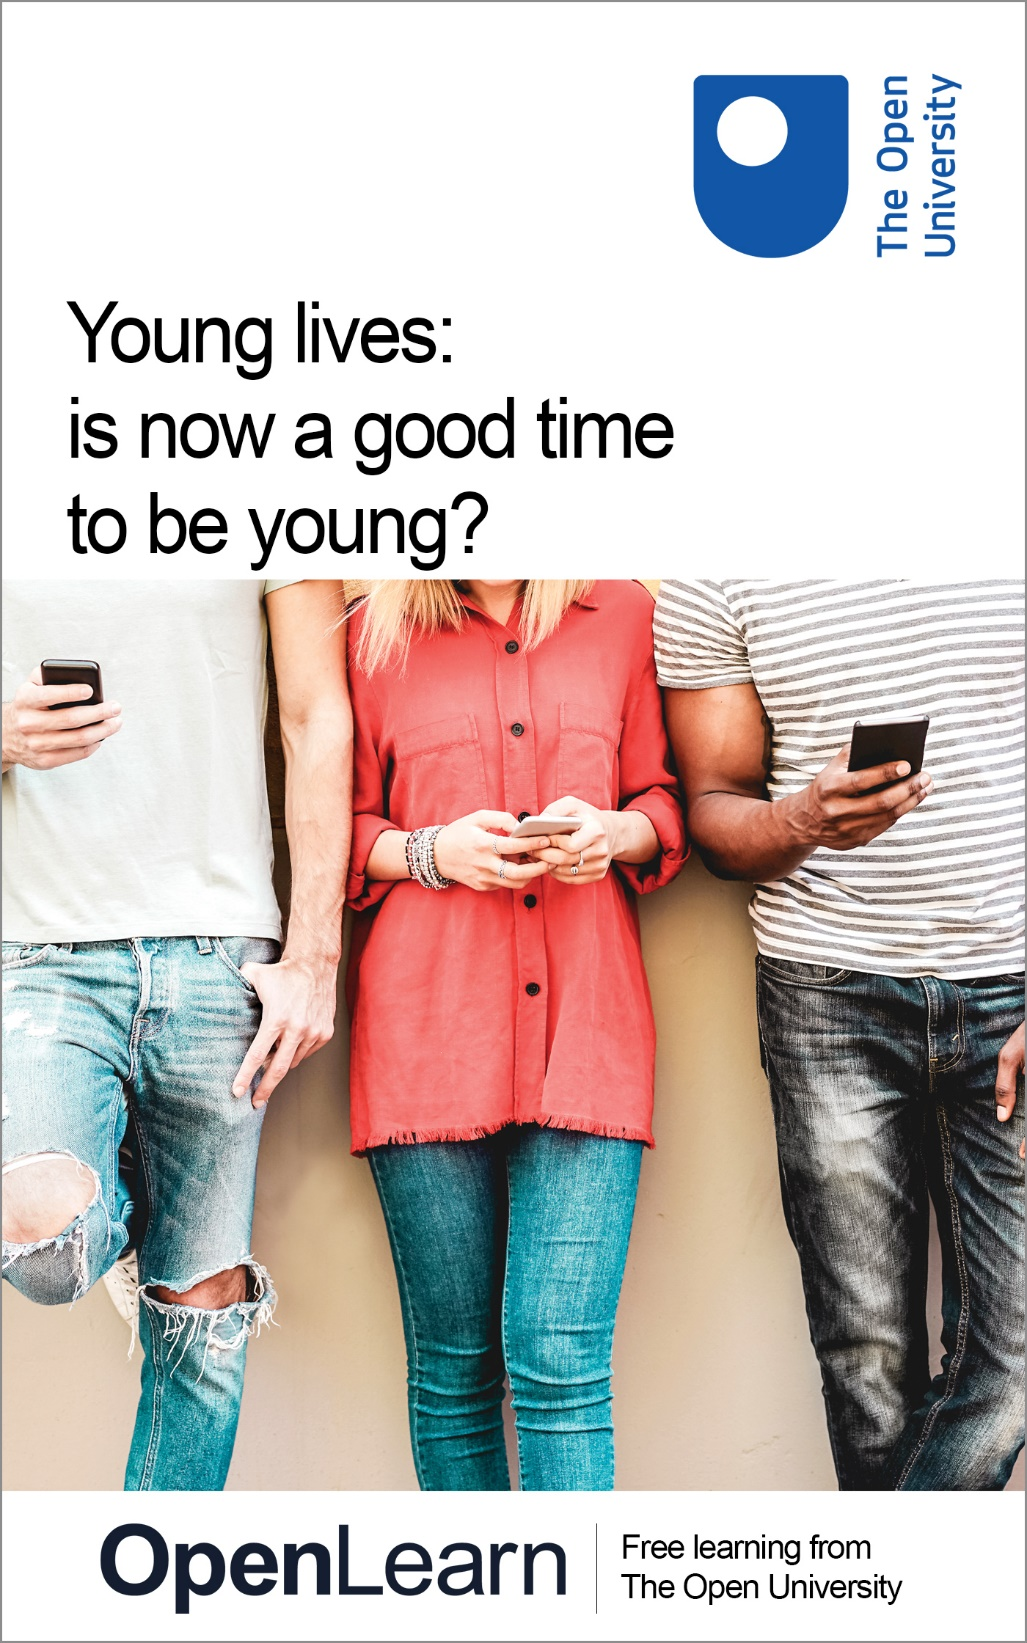 The Open
University
Young lives:
is now a good time
to be young?
OpenLearn
Free learning from
The Open University